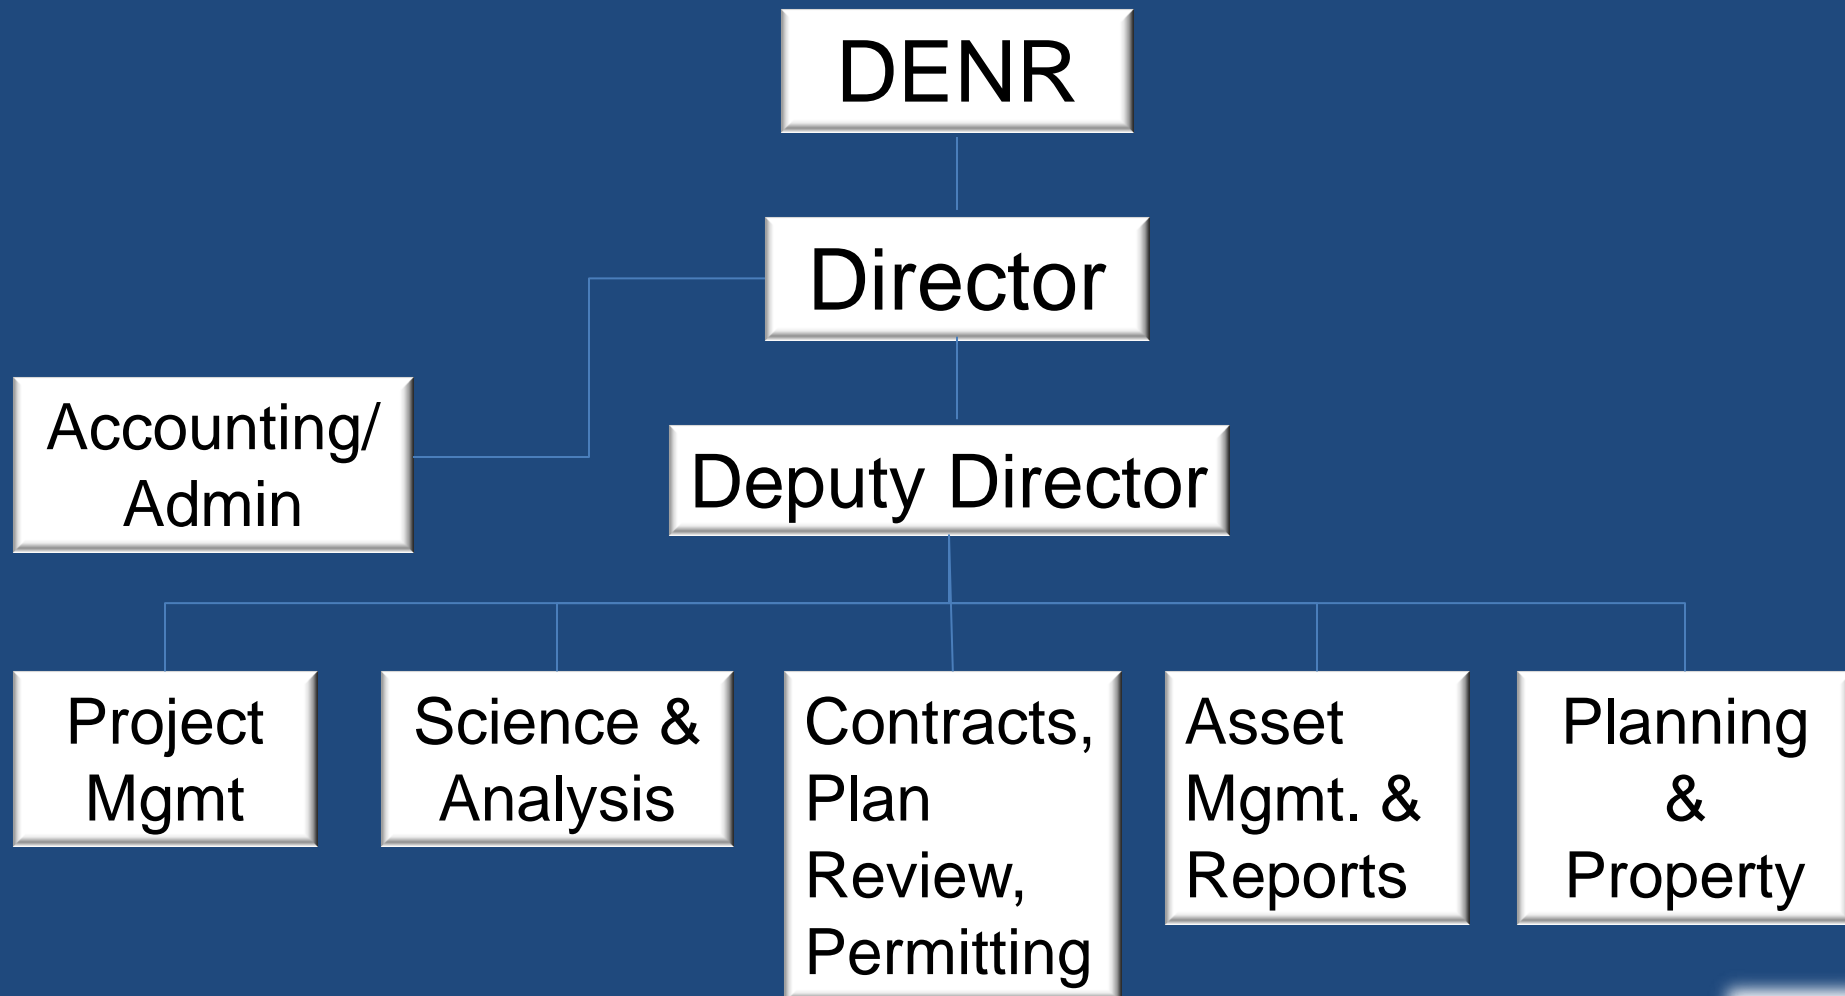 DENR
Director
Accounting/
Admin
Deputy Director
Project
Mgmt
Science &
Analysis
Contracts,
Plan
Review,
Permitting
Asset
Mgmt. &
Reports
Planning
&
Property